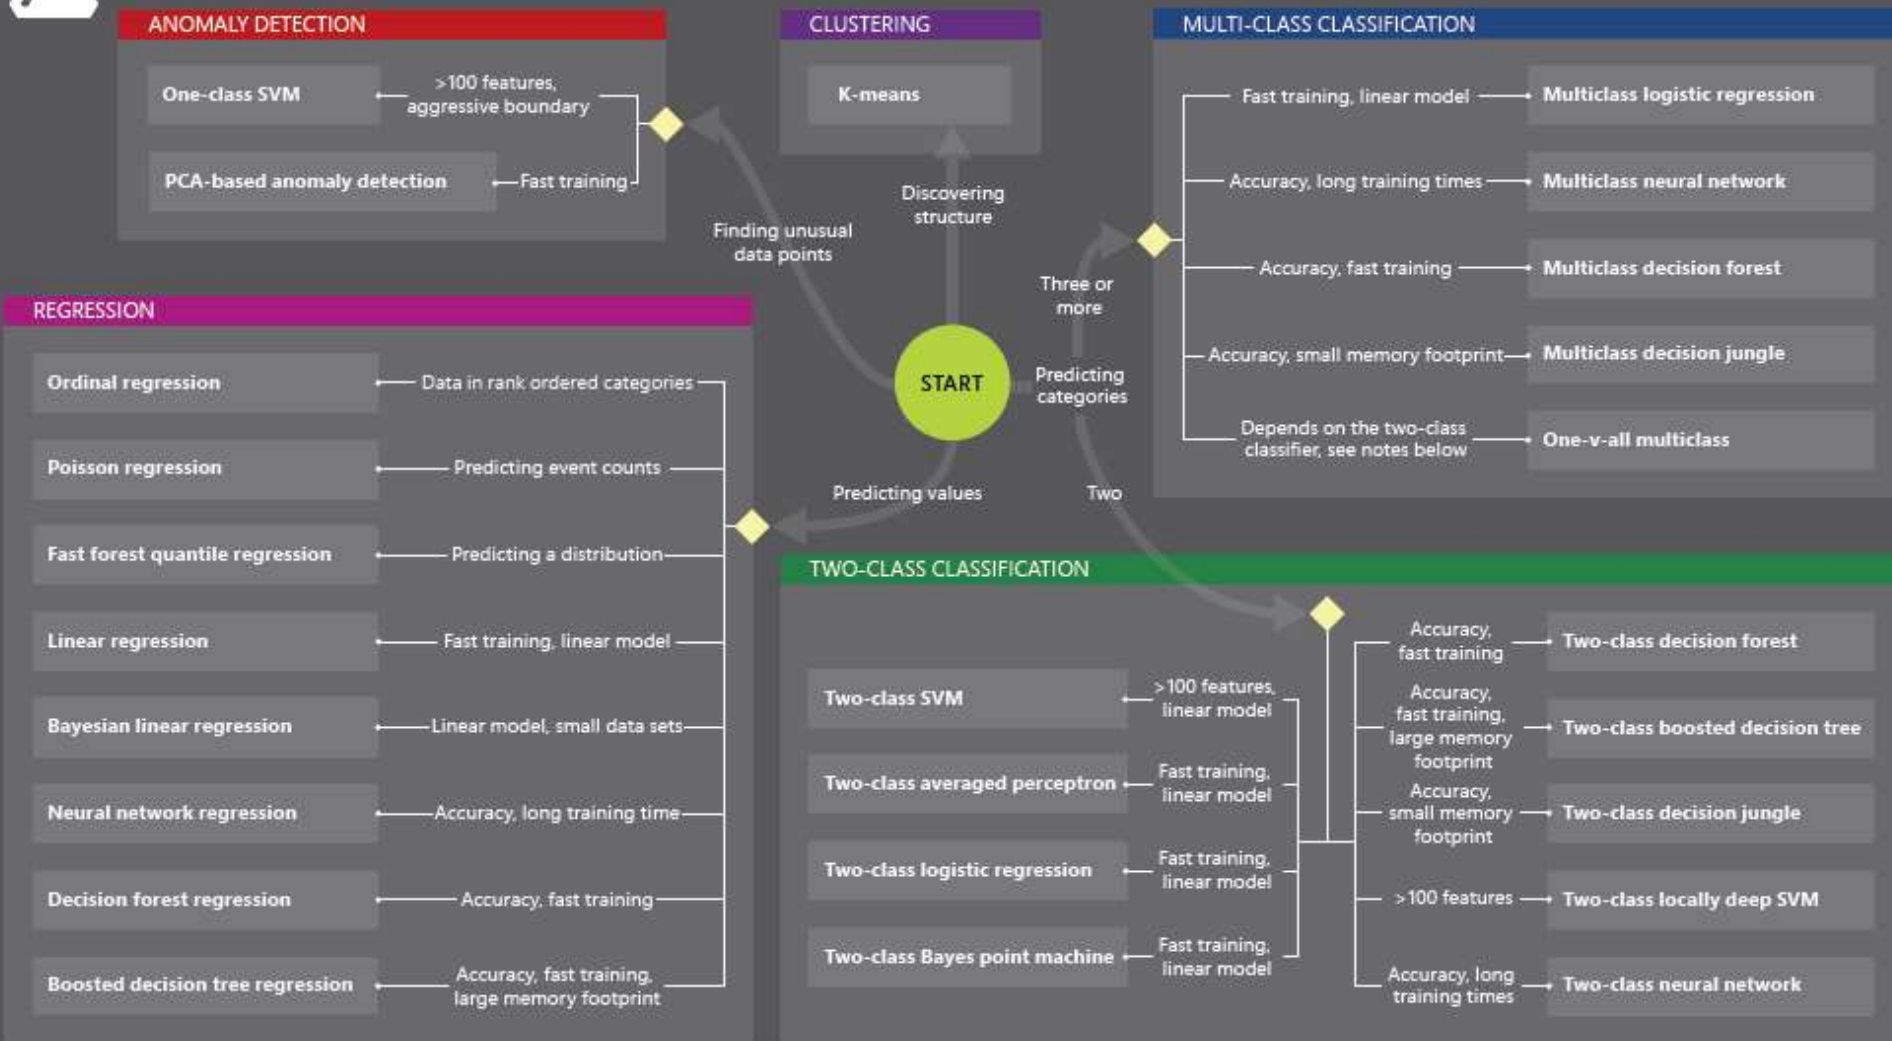 ANOMALY DETECTION
One-class SVM
>100 features,
aggressive boundary
PCA-based anomaly detection
Fast training
CLUSTERING
K-means
MULTI-CLASS CLASSIFICATION
Fast training, linear model
Multiclass logistic regression
Accuracy, long training times
Multiclass neural network
Accuracy, fast training
Multiclass decision forest
Accuracy, small memory footprint
Multiclass decision jungle
Depends on the two-class
classifier, see notes below
One-v-all multiclass
Discovering
structure
Finding unusual
data points
Three or
more
START
Predicting
categories
Predicting values
Two
REGRESSION
Ordinal regression
Data in rank ordered categories
Poisson regression
Predicting event counts
Fast forest quantile regression
Predicting a distribution
Linear regression
Fast training, linear model
Bayesian linear regression
Linear model, small data sets
Neural network regression
Accuracy, long training time
Decision forest regression
Accuracy, fast training
Boosted decision tree regression
Accuracy, fast training,
large memory footprint
TWO-CLASS CLASSIFICATION
Two-class SVM
>100 features,
linear model
Two-class averaged perceptron
Fast training,
linear model
Two-class logistic regression
Fast training,
linear model
Two-class Bayes point machine
Fast training,
linear model
Accuracy,
fast training
Two-class decision forest
Accuracy,
fast training,
large memory
footprint
Two-class boosted decision tree
Accuracy,
small memory
footprint
Two-class decision jungle
>100 features
Two-class locally deep SVM
Accuracy, long
training times
Two-class neural network